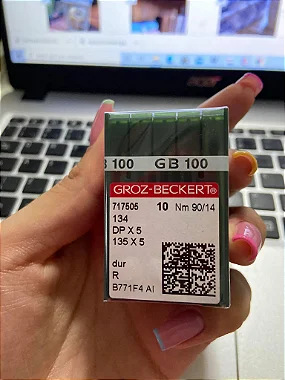 acer
B 100 GB 100
GROZ-BECKERT®
717505 10 Nm 90/14
134
DP X 5
135 X 5
dur
R
B771F4 AI